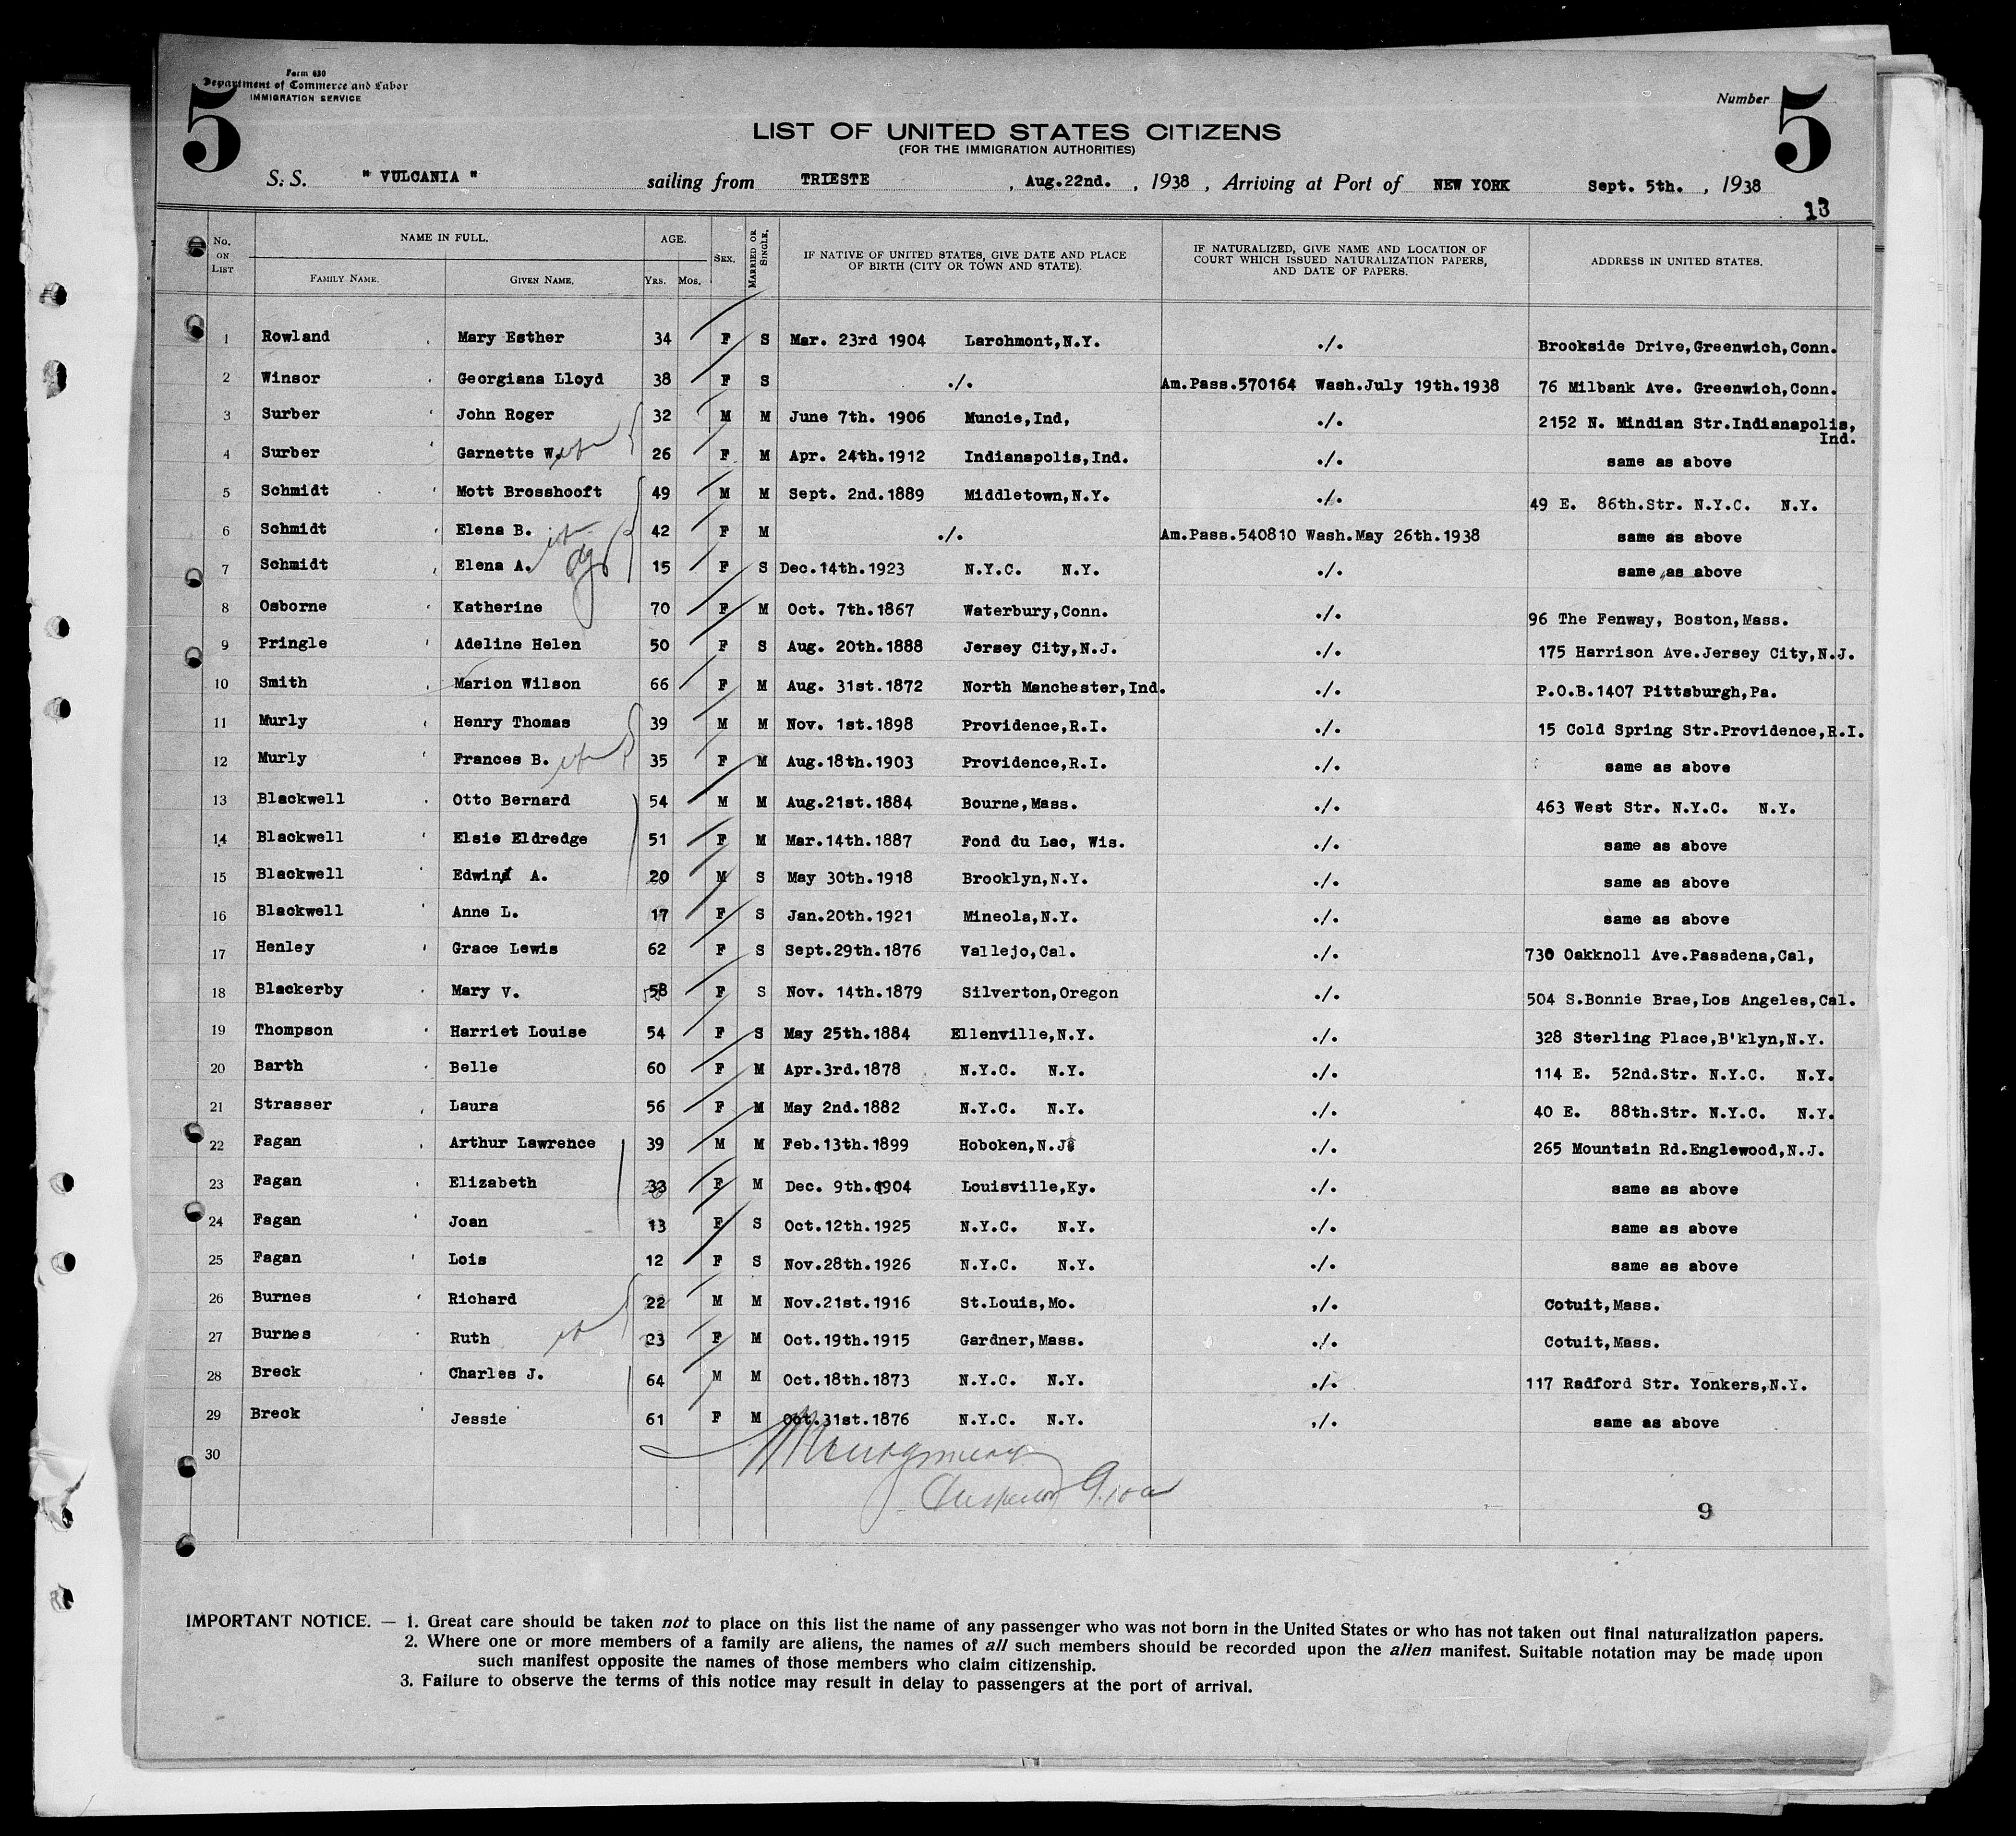 Form 630
Department of Commerce and Labor
IMMIGRATION SERVICE
5
Number 5
LIST OF UNITED STATES CITIZENS
(FOR THE IMMIGRATION AUTHORITIES)
S. S. " VULCANIA " sailing from TRIESTE , Aug.22nd. , 1938 , Arriving at Port of NEW YORK Sept. 5th. , 1938
13
No. ON LIST NAME IN FULL. AGE. SEX. MARRIED OR SINGLE. IF NATIVE OF UNITED STATES, GIVE DATE AND PLACE OF BIRTH (CITY OR TOWN AND STATE). IF NATURALIZED, GIVE NAME AND LOCATION OF COURT WHICH ISSUED NATURALIZATION PAPERS, AND DATE OF PAPERS. ADDRESS IN UNITED STATES.
FAMILY NAME. GIVEN NAME. YRS. MOS.
1 Rowland Mary Esther 34 F S Mar. 23rd 1904 Larchmont,N.Y. ./. Brookside Drive,Greenwich,Conn.
2 Winsor Georgiana Lloyd 38 F S ./. Am.Pass.570164 Wash.July 19th.1938 76 Milbank Ave. Greenwich,Conn.
3 Surber John Roger 32 M M June 7th. 1906 Muncie,Ind, ./. 2152 N. Mindian Str.Indianapolis,
Ind.
4 Surber Garnette W. wf 26 F M Apr. 24th.1912 Indianapolis,Ind. ./. same as above
5 Schmidt Mott Brosshooft 49 M M Sept. 2nd.1889 Middletown,N.Y. ./. 49 E. 86th.Str. N.Y.C. N.Y.
6 Schmidt Elena B. wf 42 F M ./. Am.Pass.540810 Wash.May 26th.1938 same as above
7 Schmidt Elena A. dg 15 F S Dec.14th.1923 N.Y.C. N.Y. ./. same as above
8 Osborne Katherine 70 F M Oct. 7th.1867 Waterbury,Conn. ./. 96 The Fenway, Boston,Mass.
9 Pringle Adeline Helen 50 F S Aug. 20th.1888 Jersey City,N.J. ./. 175 Harrison Ave.Jersey City,N.J.
10 Smith Marion Wilson 66 F M Aug. 31st.1872 North Manchester,Ind. ./. P.O.B.1407 Pittsburgh,Pa.
11 Murly Henry Thomas 39 M M Nov. 1st.1898 Providence,R.I. ./. 15 Cold Spring Str.Providence,R.I.
12 Murly Frances B. wf 35 F M Aug.18th.1903 Providence,R.I. ./. same as above
13 Blackwell Otto Bernard 54 M M Aug.21st.1884 Bourne,Mass. ./. 463 West Str. N.Y.C. N.Y.
14 Blackwell Elsie Eldredge 51 F M Mar.14th.1887 Fond du Lac, Wis. ./. same as above
15 Blackwell Edwin A. 20 M S May 30th.1918 Brooklyn,N.Y. ./. same as above
16 Blackwell Anne L. 17 F S Jan.20th.1921 Mineola,N.Y. ./. same as above
17 Henley Grace Lewis 62 F S Sept.29th.1876 Vallejo,Cal. ./. 730 Oakknoll Ave.Pasadena,Cal,
18 Blackerby Mary V. 58 F S Nov. 14th.1879 Silverton,Oregon ./. 504 S.Bonnie Brae,Los Angeles,Cal.
19 Thompson Harriet Louise 54 F S May 25th.1884 Ellenville,N.Y. ./. 328 Sterling Place,B'klyn,N.Y.
20 Barth Belle 60 F M Apr.3rd.1878 N.Y.C. N.Y. ./. 114 E. 52nd.Str. N.Y.C. N.Y.
21 Strasser Laura 56 F M May 2nd.1882 N.Y.C. N.Y. ./. 40 E. 88th.Str. N.Y.C. N.Y.
22 Fagan Arthur Lawrence 39 M M Feb.13th.1899 Hoboken,N.J. ./. 265 Mountain Rd.Englewood,N.J.
23 Fagan Elizabeth 33 F M Dec. 9th.1904 Louisville,Ky. ./. same as above
24 Fagan Joan 13 F S Oct.12th.1925 N.Y.C. N.Y. ./. same as above
25 Fagan Lois 12 F S Nov.28th.1926 N.Y.C. N.Y. ./. same as above
26 Burnes Richard 22 M M Nov.21st.1916 St.Louis,Mo. ,/. Cotuit,Mass.
27 Burnes Ruth wf 23 F M Oct.19th.1915 Gardner,Mass. ./. Cotuit,Mass.
28 Breck Charles J. 64 M M Oct.18th.1873 N.Y.C. N.Y. ./. 117 Radford Str. Yonkers,N.Y.
29 Breck Jessie 61 F M Oct.31st.1876 N.Y.C. N.Y. ,/. same as above
30
Montgomery
Inspector
9
IMPORTANT NOTICE. — 1. Great care should be taken not to place on this list the name of any passenger who was not born in the United States or who has not taken out final naturalization papers.
2. Where one or more members of a family are aliens, the names of all such members should be recorded upon the alien manifest. Suitable notation may be made upon
such manifest opposite the names of those members who claim citizenship.
3. Failure to observe the terms of this notice may result in delay to passengers at the port of arrival.